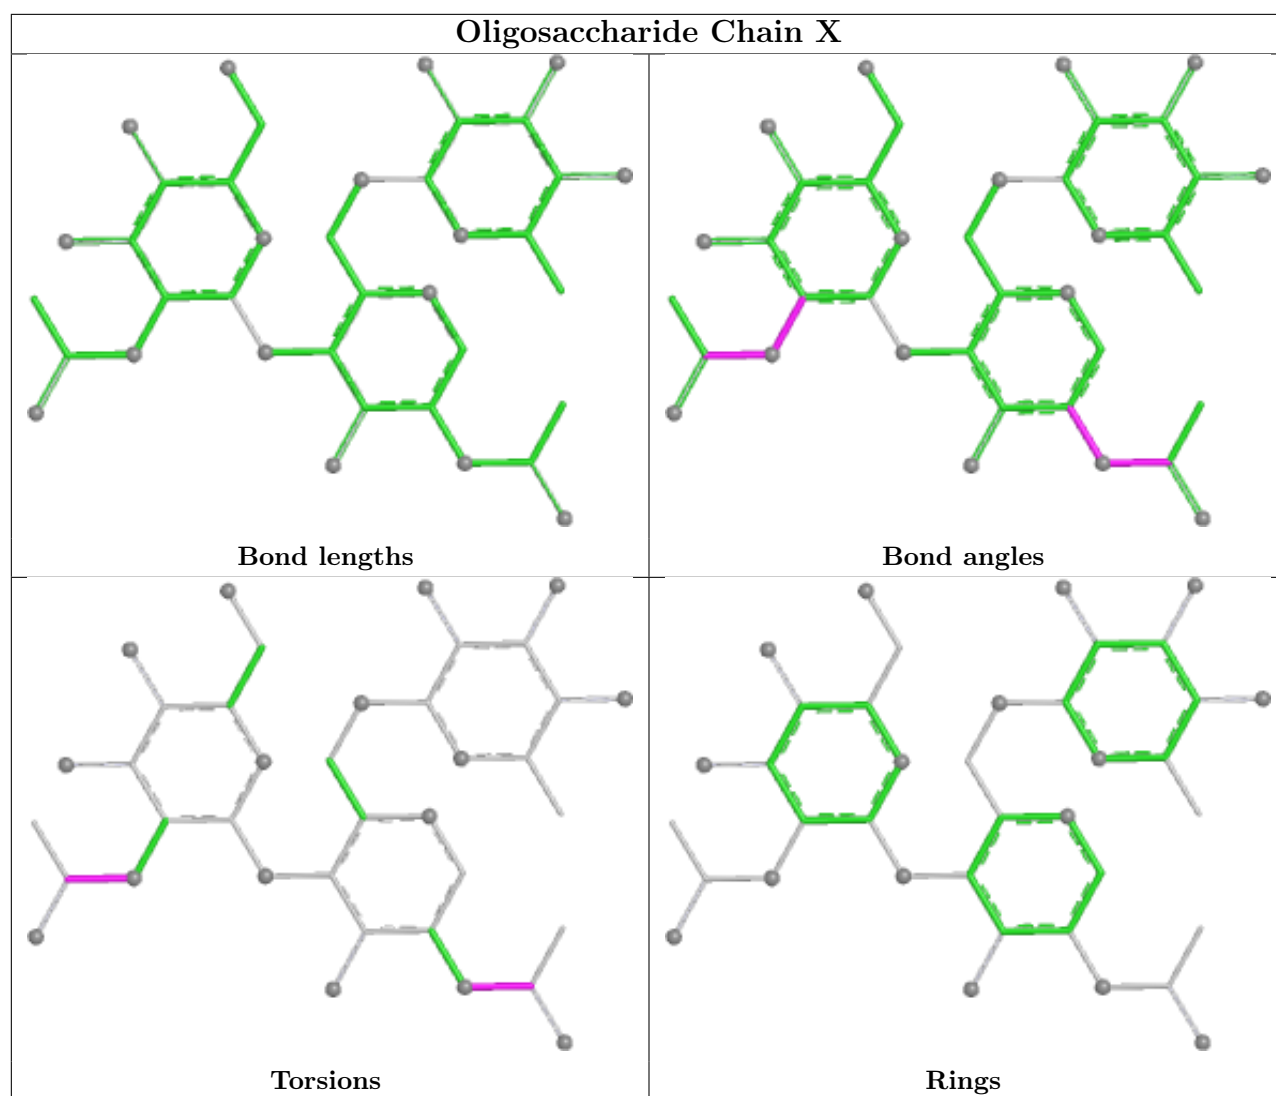 Oligosaccharide Chain X
Bond lengths
Bond angles
Torsions
Rings